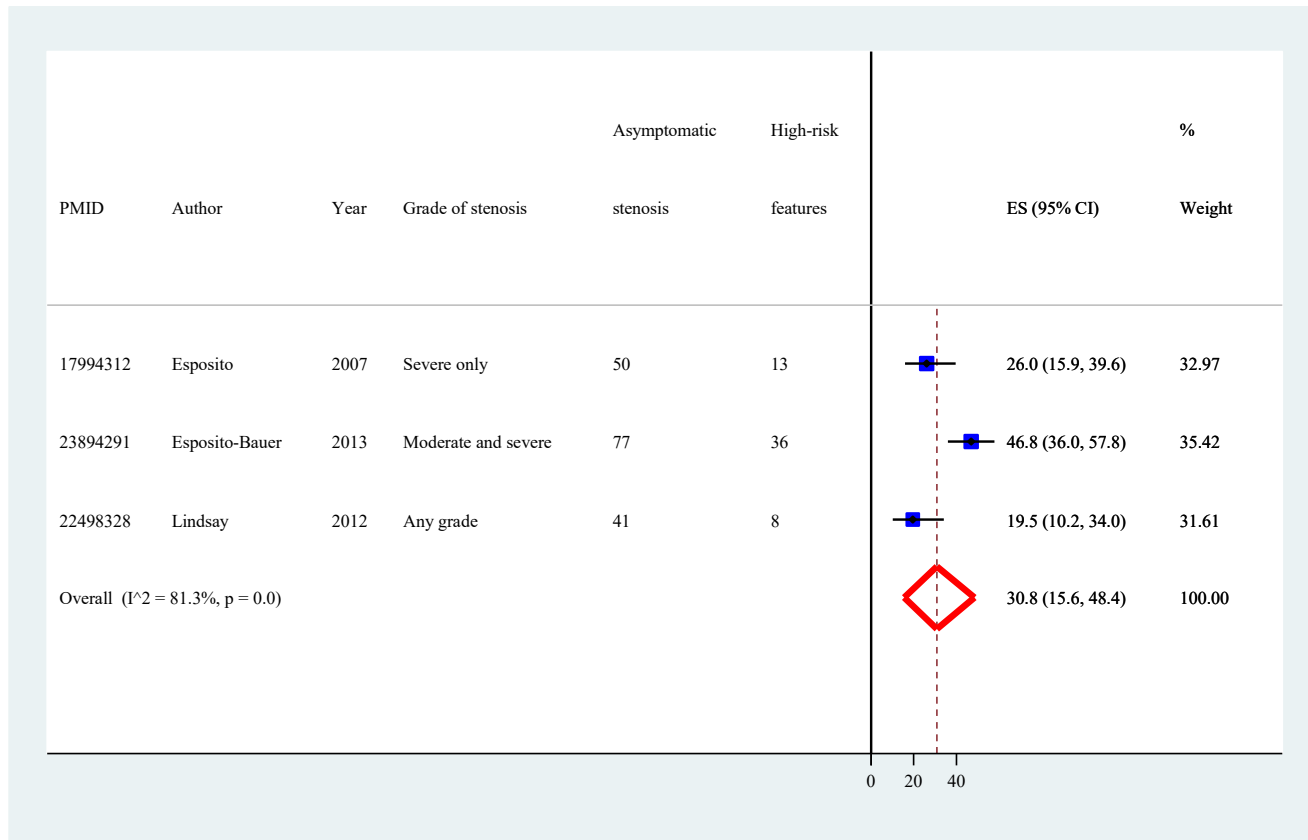 Asymptomatic High-risk %
PMID Author Year Grade of stenosis stenosis features ES (95% CI) Weight
17994312 Esposito 2007 Severe only 50 13 26.0 (15.9, 39.6) 32.97
23894291 Esposito-Bauer 2013 Moderate and severe 77 36 46.8 (36.0, 57.8) 35.42
22498328 Lindsay 2012 Any grade 41 8 19.5 (10.2, 34.0) 31.61
Overall (I^2 = 81.3%, p = 0.0) 30.8 (15.6, 48.4) 100.00
0 20 40